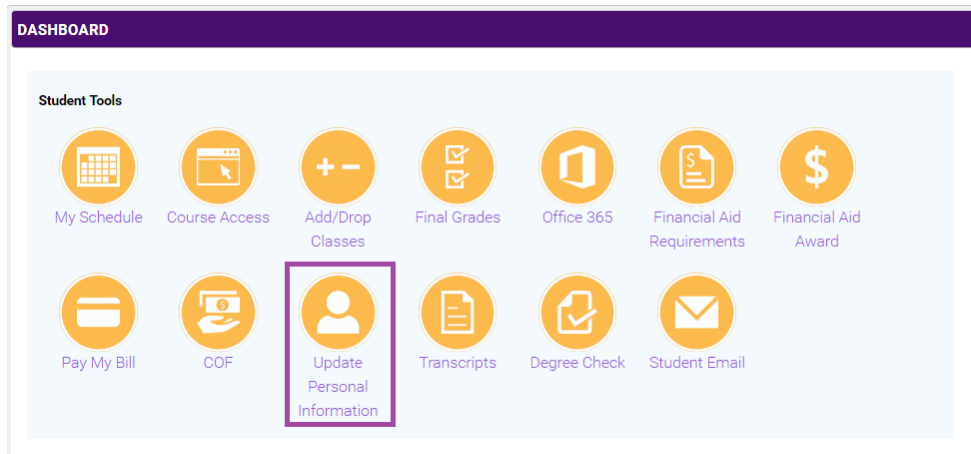 DASHBOARD
Student Tools
My Schedule
Course Access
Add/Drop
Classes
Final Grades
Office 365
Financial Aid
Requirements
Financial Aid
Award
Pay My Bill
COF
Update
Personal
Information
Transcripts
Degree Check
Student Email